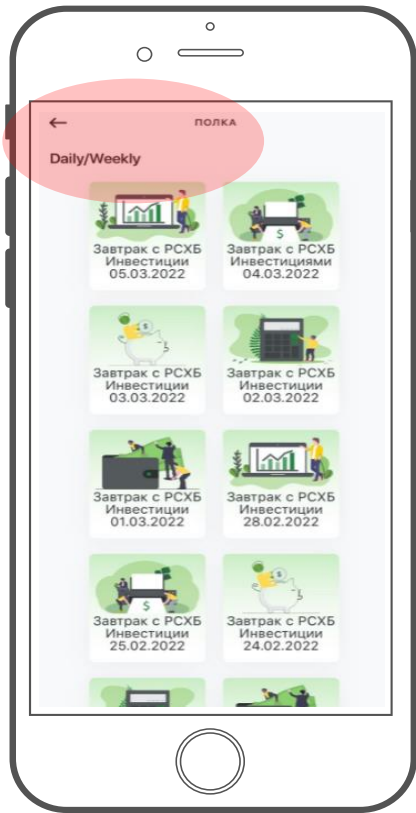 ПОЛКА
Daily/Weekly
Завтрак с РСХБ
Инвестиции
05.03.2022
Завтрак с РСХБ
Инвестициями
04.03.2022
Завтрак с РСХБ
Инвестиции
03.03.2022
Завтрак с РСХБ
Инвестиции
02.03.2022
Завтрак с РСХБ
Инвестиции
01.03.2022
Завтрак с РСХБ
Инвестиции
28.02.2022
Завтрак с РСХБ
Инвестиции
25.02.2022
Завтрак с РСХБ
Инвестиции
24.02.2022